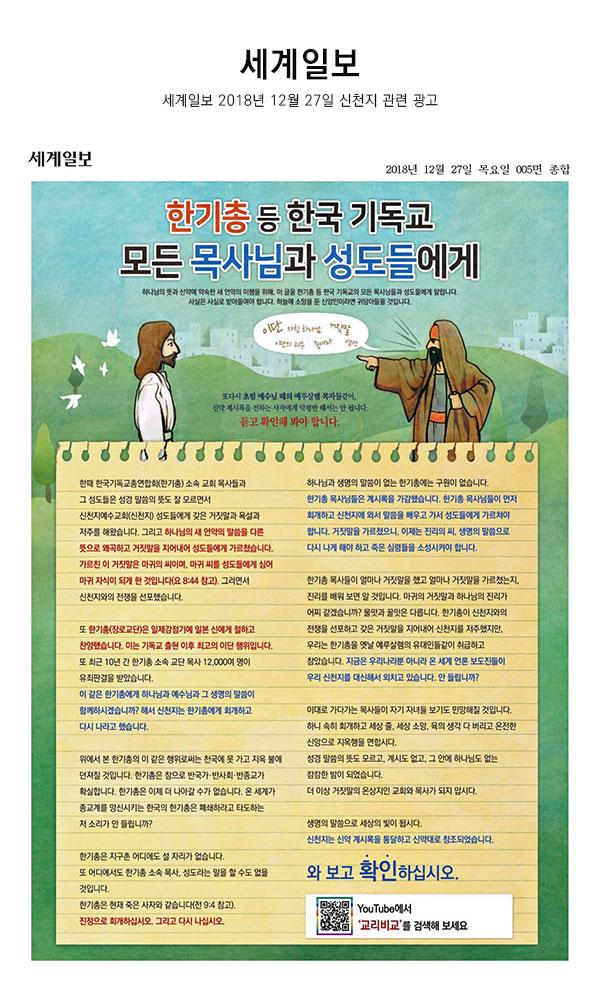 세계일보
세계일보 2018년 12월 27일 신천지 관련 광고
세계일보
2018년 12월 27일 목요일 005면 종합
한기총 등 한국 기독교
모든 목사님과 성도들에게
하나님의 뜻과 신약에 약속한 새 언약의 이행을 위해, 이 글을 한기총 등 한국 기독교의 모든 목사님들과 성도들에게 알립니다.
사실은 사실로 받아들여야 합니다. 하늘에 소망을 둔 신앙인이라면 귀담아들을 것입니다.
이단 자칭 하나님 거짓말
또다시 초림 예수님 때의 예루살렘 목자들같이,
신약 계시록을 전하는 사자에게 악평만 해서는 안 됩니다.
듣고 확인해 봐야 합니다.
한때 한국기독교총연합회(한기총) 소속 교회 목사들과
그 성도들은 성경 말씀의 뜻도 잘 모르면서
신천지예수교회(신천지) 성도들에게 갖은 거짓말과 욕설과
저주를 해왔습니다. 그리고 하나님의 새 언약의 말씀을 다른
뜻으로 왜곡하고 거짓말을 지어내어 성도들에게 가르쳤습니다.
가르친 이 거짓말은 마귀의 씨이며, 마귀 씨를 성도들에게 심어
마귀 자식이 되게 한 것입니다(요 8:44 참고). 그러면서
신천지와의 전쟁을 선포했습니다.
또 한기총(장로교단)은 일제강점기에 일본 신에게 절하고
찬양했습니다. 이는 기독교 출현 이후 최고의 이단 행위입니다.
또 최근 10년 간 한기총 소속 교단 목사 12,000여 명이
유죄판결을 받았습니다.
이 같은 한기총에게 하나님과 예수님과 그 생명의 말씀이
함께하시겠습니까? 해서 신천지는 한기총에게 회개하고
다시 나라고 했습니다.
위에서 본 한기총의 이 같은 행위로써는 천국에 못 가고 지옥 불에
던져질 것입니다. 한기총은 참으로 반국가·반사회·반종교가
확실합니다. 한기총은 이제 더 나아갈 수가 없습니다. 온 세계가
종교계를 망신시키는 한국의 한기총은 폐쇄하라고 타도하는
저 소리가 안 들립니까?
한기총은 지구촌 어디에도 설 자리가 없습니다.
또 어디에서도 한기총 소속 목사, 성도라는 말을 할 수도 없을
것입니다.
한기총은 현재 죽은 사자와 같습니다(전 9:4 참고).
진정으로 회개하십시오. 그리고 다시 나십시오.
하나님과 생명의 말씀이 없는 한기총에는 구원이 없습니다.
한기총 목사님들은 계시록을 가감했습니다. 한기총 목사님들이 먼저
회개하고 신천지에 와서 말씀을 배우고 가서 성도들에게 가르쳐야
합니다. 거짓말을 가르쳤으니, 이제는 진리의 씨, 생명의 말씀으로
다시 나게 해야 하고 죽은 심령들을 소성시켜야 합니다.
한기총 목사들이 얼마나 거짓말을 했고 얼마나 거짓말을 가르쳤는지,
진리를 배워 보면 알 것입니다. 마귀의 거짓말과 하나님의 진리가
어찌 같겠습니까? 물맛과 꿀맛은 다릅니다. 한기총이 신천지와의
전쟁을 선포하고 갖은 거짓말을 지어내어 신천지를 저주했지만,
우리는 한기총을 옛날 예루살렘의 유대인들같이 취급하고
참았습니다. 지금은 우리나라뿐 아니라 온 세계 언론 보도진들이
우리 신천지를 대신해서 외치고 있습니다. 안 들립니까?
이대로 가다가는 목사들이 자기 자녀들 보기도 민망해질 것입니다.
하니 속히 회개하고 세상 줄, 세상 소망, 육의 생각 다 버리고 온전한
신앙으로 지옥행을 면합시다.
성경 말씀의 뜻도 모르고, 계시도 없고, 그 안에 하나님도 없는
캄캄한 밤이 되었습니다.
더 이상 거짓말의 온상지인 교회와 목사가 되지 맙시다.
생명의 말씀으로 세상의 빛이 됩시다.
신천지는 신약 계시록을 통달하고 신약대로 창조되었습니다.
와 보고 확인하십시오.
YouTube에서
'교리비교'를 검색해 보세요